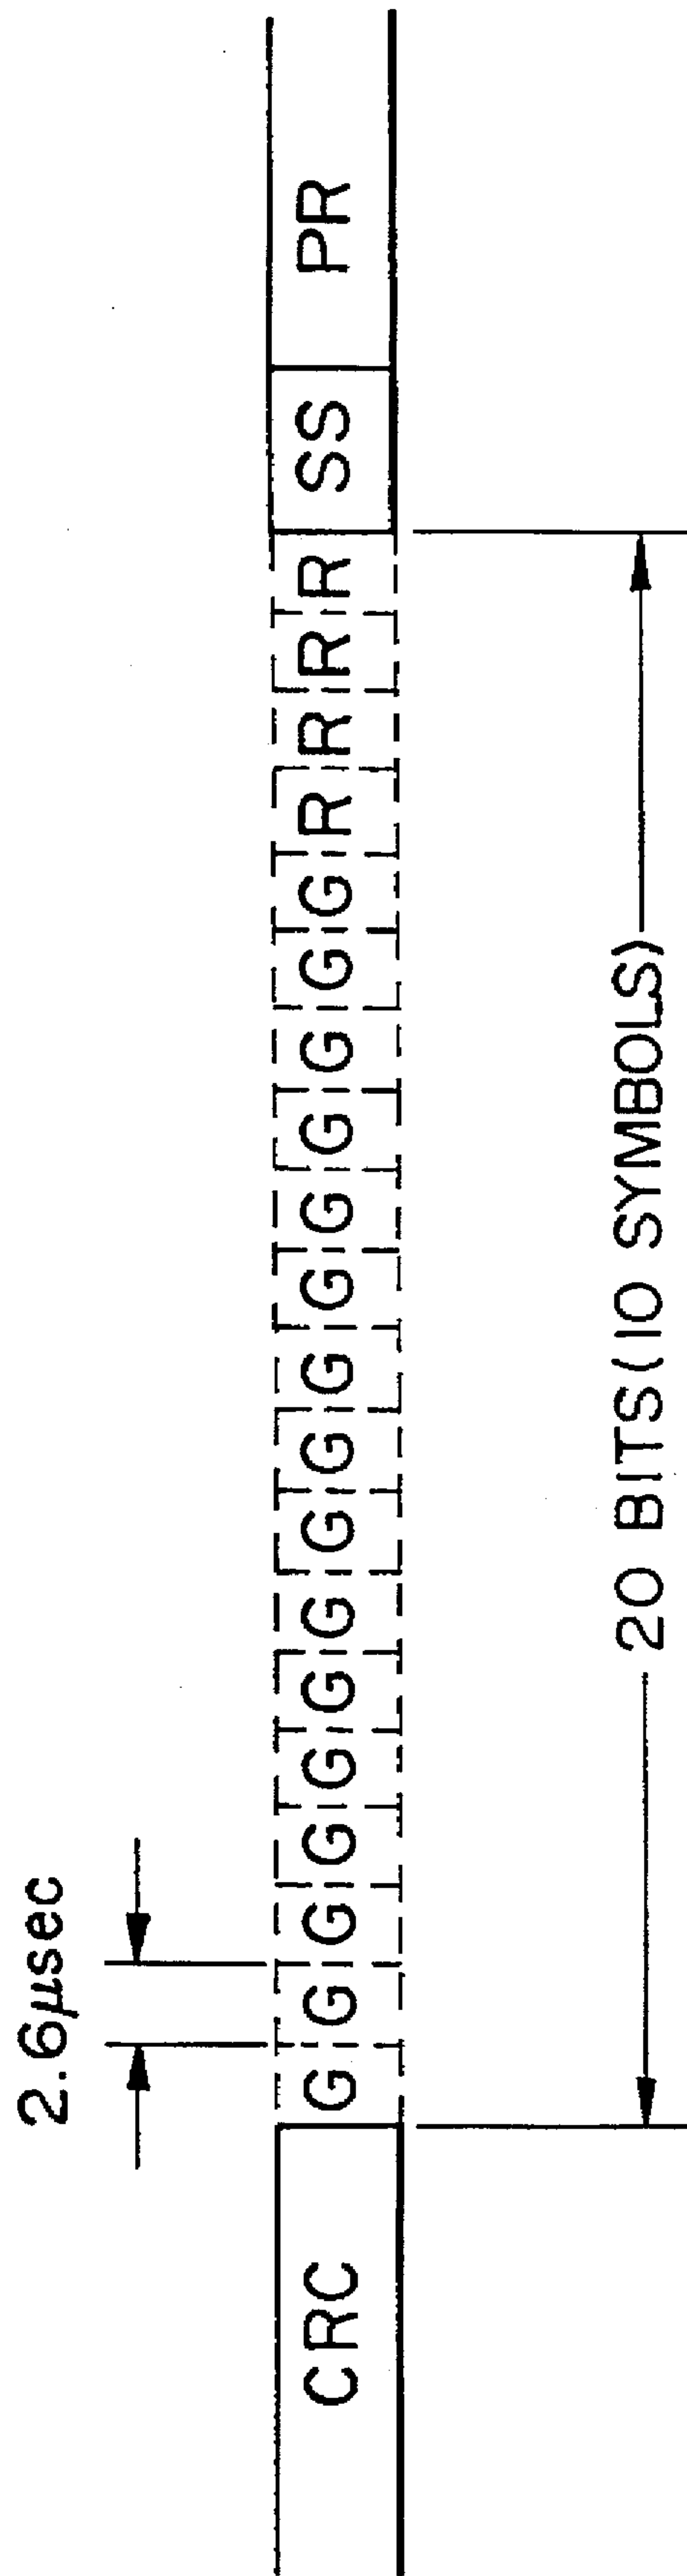 2.6μsec
CRC G G G G G G G G G G G G G G G G R R R R SS PR
20 BITS(10 SYMBOLS)